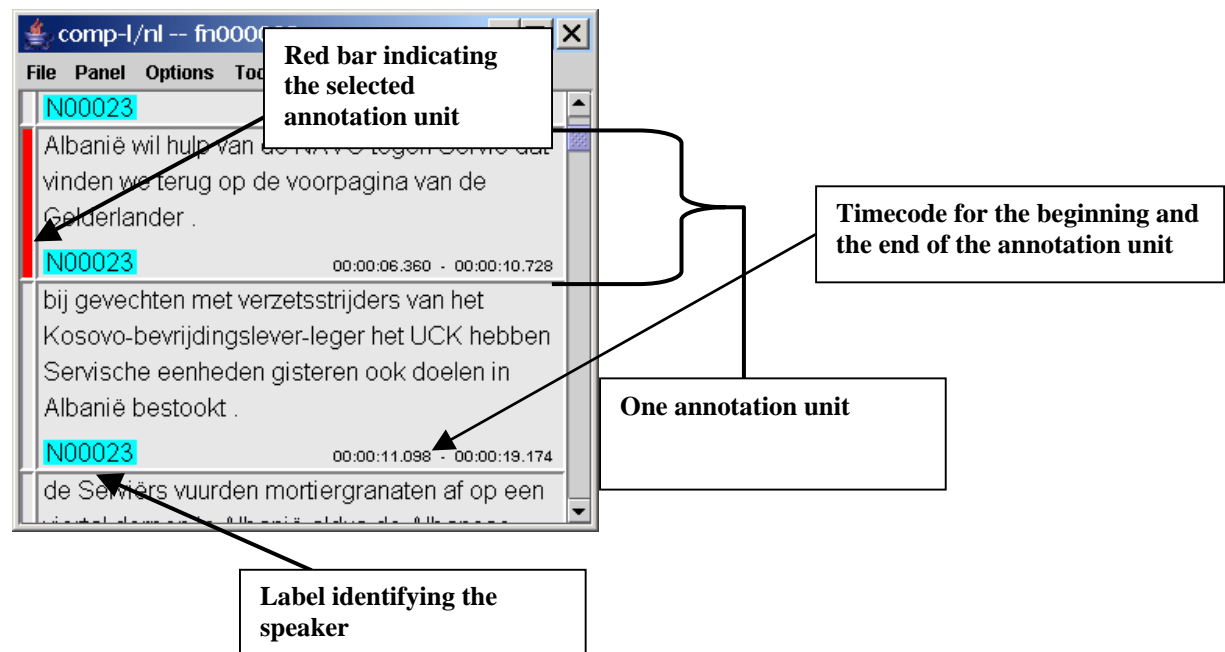 comp-l/nl -- fn000
Red bar indicating
the selected
annotation unit
File Panel Options
N00023
Albanië wil hulp van de NAVO tegen Servië dat
vinden we terug op de voorpagina van de
Gelderlander .
N00023 00:00:06.360 - 00:00:10.728
Timecode for the beginning and
the end of the annotation unit
bij gevechten met verzetsstrijders van het
Kosovo-bevrijdingslever-leger het UCK hebben
Servische eenheden gisteren ook doelen in
Albanië bestookt .
One annotation unit
N00023 00:00:11.098 - 00:00:19.174
de Serviërs vuurden mortiergranaten af op een
Label identifying the
speaker